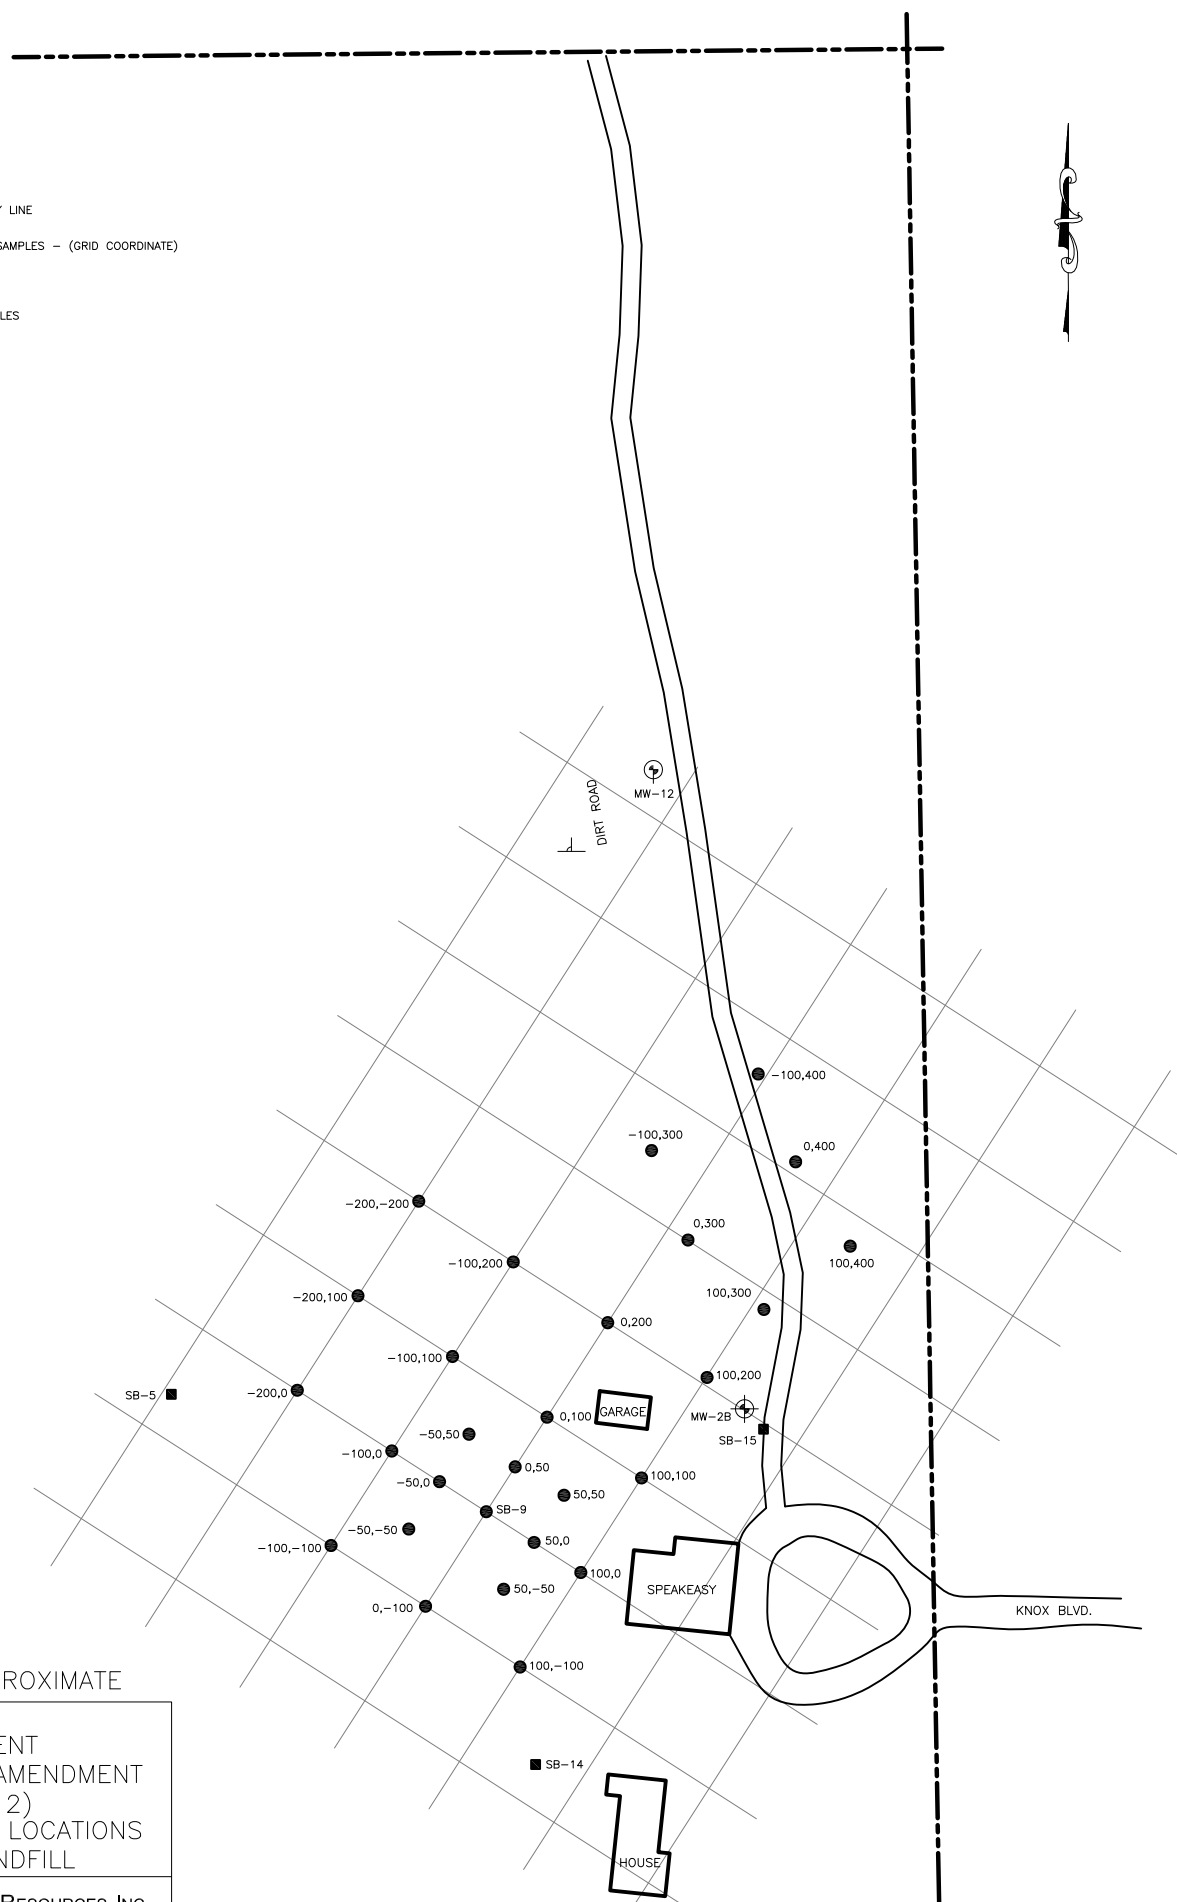 LINE
SAMPLES – (GRID COORDINATE)
LES
MW–12
DIRT ROAD
–100,400
–100,300
0,400
–200,–200
0,300
–100,200
100,400
–200,100
100,300
0,200
–100,100
100,200
SB–5
–200,0
GARAGE
0,100
MW–2B
–50,50
SB–15
–100,0
0,50
100,100
–50,0
50,50
SB–9
–50,–50
50,0
–100,–100
100,0
50,–50
SPEAKEASY
0,–100
KNOX BLVD.
100,–100
ROXIMATE
ENT
AMENDMENT
2)
LOCATIONS
NDFILL
SB–14
HOUSE
RESOURCES INC